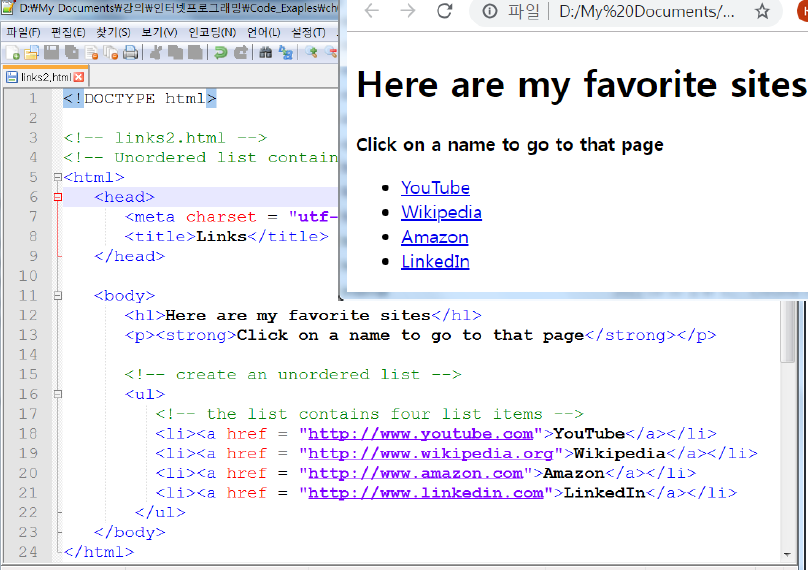 D:₩My Documents₩강의₩인터넷프로그래밍₩Code_Exaples₩ch
파일(F) 편집(E) 찾기(S) 보기(V) 인코딩(N) 언어(L) 설정(T)
links2.html
1 <!DOCTYPE html>
2
3 <!-- links2.html -->
4 <!-- Unordered list contain
5 <html>
6 <head>
7 <meta charset = "utf-
8 <title>Links</title>
9 </head>
10
11 <body>
12 <h1>Here are my favorite sites</h1>
13 <p><strong>Click on a name to go to that page</strong></p>
14
15 <!-- create an unordered list -->
16 <ul>
17 <!-- the list contains four list items -->
18 <li><a href = "http://www.youtube.com">YouTube</a></li>
19 <li><a href = "http://www.wikipedia.org">Wikipedia</a></li>
20 <li><a href = "http://www.amazon.com">Amazon</a></li>
21 <li><a href = "http://www.linkedin.com">LinkedIn</a></li>
22 </ul>
23 </body>
24 </html>
파일 D:/My%20Documents/...
Here are my favorite sites
Click on a name to go to that page
• YouTube
• Wikipedia
• Amazon
• LinkedIn